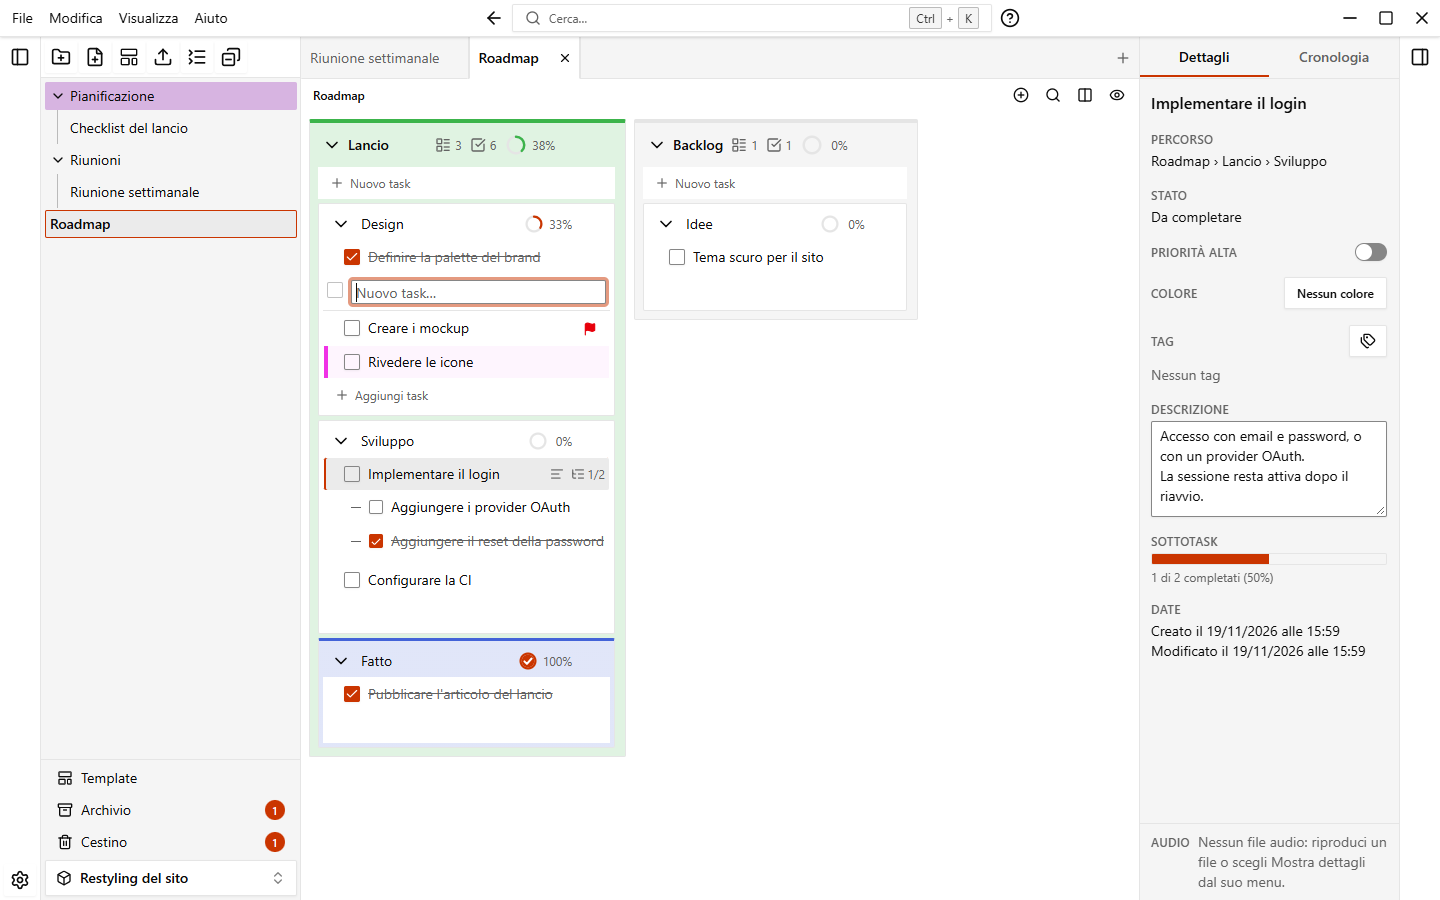 File Modifica Visualizza Aiuto
Cerca... Ctrl + K
Pianificazione
Checklist del lancio
Riunioni
Riunione settimanale
Roadmap
Template
Archivio 1
Cestino 1
Restyling del sito
Riunione settimanale Roadmap
Roadmap
Lancio 3 6 38%
Nuovo task
Design 33%
Definire la palette del brand
Nuovo task...
Creare i mockup
Rivedere le icone
Aggiungi task
Sviluppo 0%
Implementare il login 1/2
Aggiungere i provider OAuth
Aggiungere il reset della password
Configurare la CI
Fatto 100%
Pubblicare l'articolo del lancio
Backlog 1 1 0%
Nuovo task
Idee 0%
Tema scuro per il sito
Dettagli Cronologia
Implementare il login
PERCORSO
Roadmap › Lancio › Sviluppo
STATO
Da completare
PRIORITÀ ALTA
COLORE Nessun colore
TAG
Nessun tag
DESCRIZIONE
Accesso con email e password, o
con un provider OAuth.
La sessione resta attiva dopo il
riavvio.
SOTTOTASK
1 di 2 completati (50%)
DATE
Creato il 19/11/2026 alle 15:59
Modificato il 19/11/2026 alle 15:59
AUDIO Nessun file audio: riproduci un
file o scegli Mostra dettagli
dal suo menu.